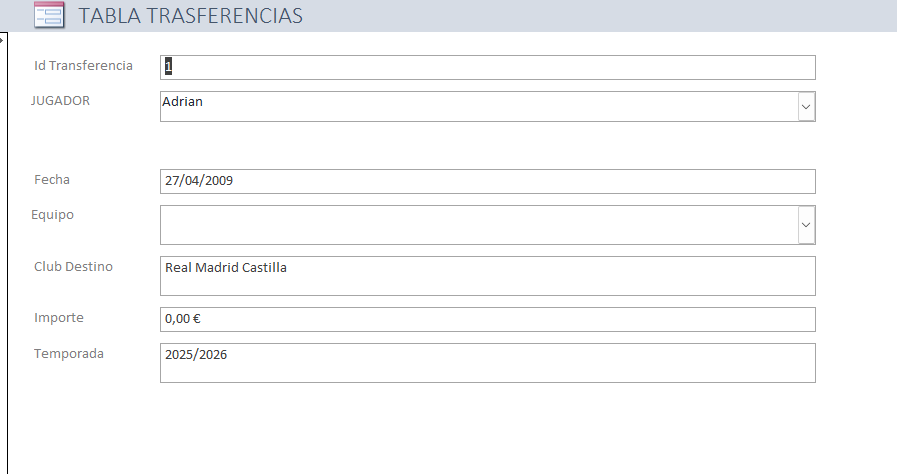 TABLA TRASFERENCIAS
Id Transferencia 1
JUGADOR Adrian
Fecha 27/04/2009
Equipo
Club Destino Real Madrid Castilla
Importe 0,00 €
Temporada 2025/2026